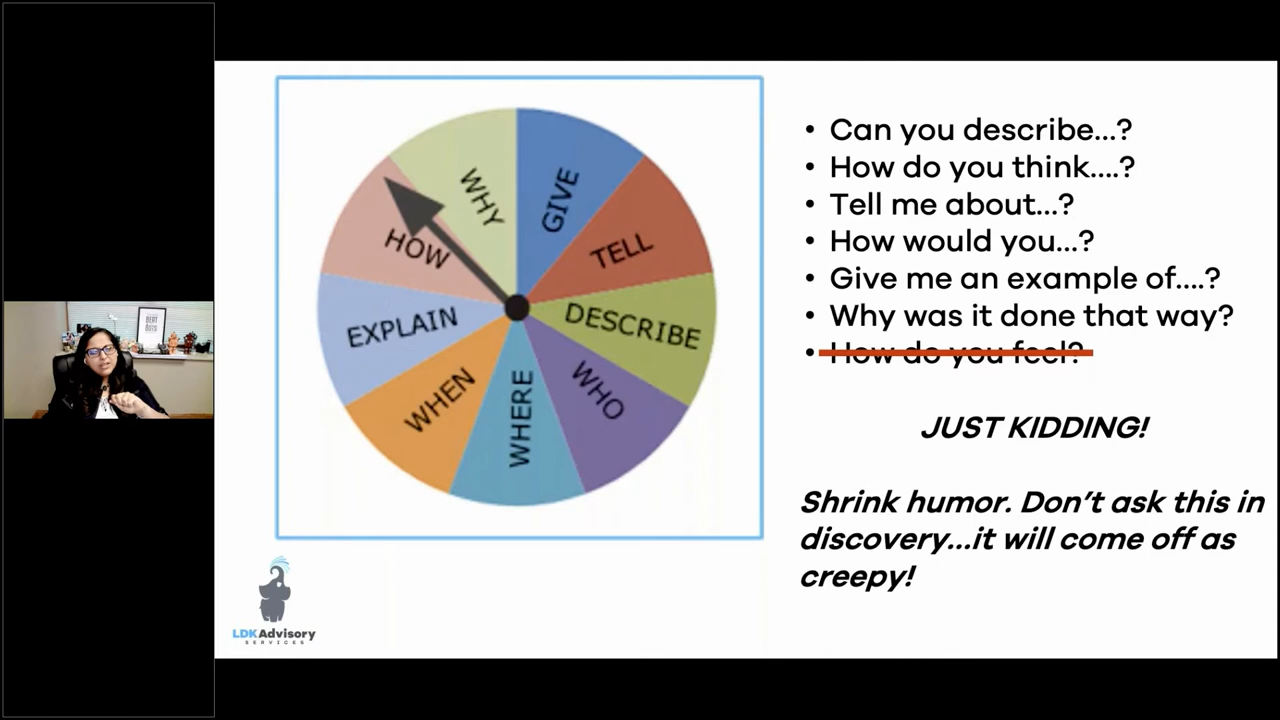 WHY
GIVE
TELL
HOW
DESCRIBE
EXPLAIN
WHO
WHEN
WHERE
• Can you describe...?
• How do you think....?
• Tell me about...?
• How would you...?
• Give me an example of....?
• Why was it done that way?
• How do you feel?
JUST KIDDING!
Shrink humor. Don't ask this in
discovery...it will come off as
creepy!
LDKAdvisory
SERVICES